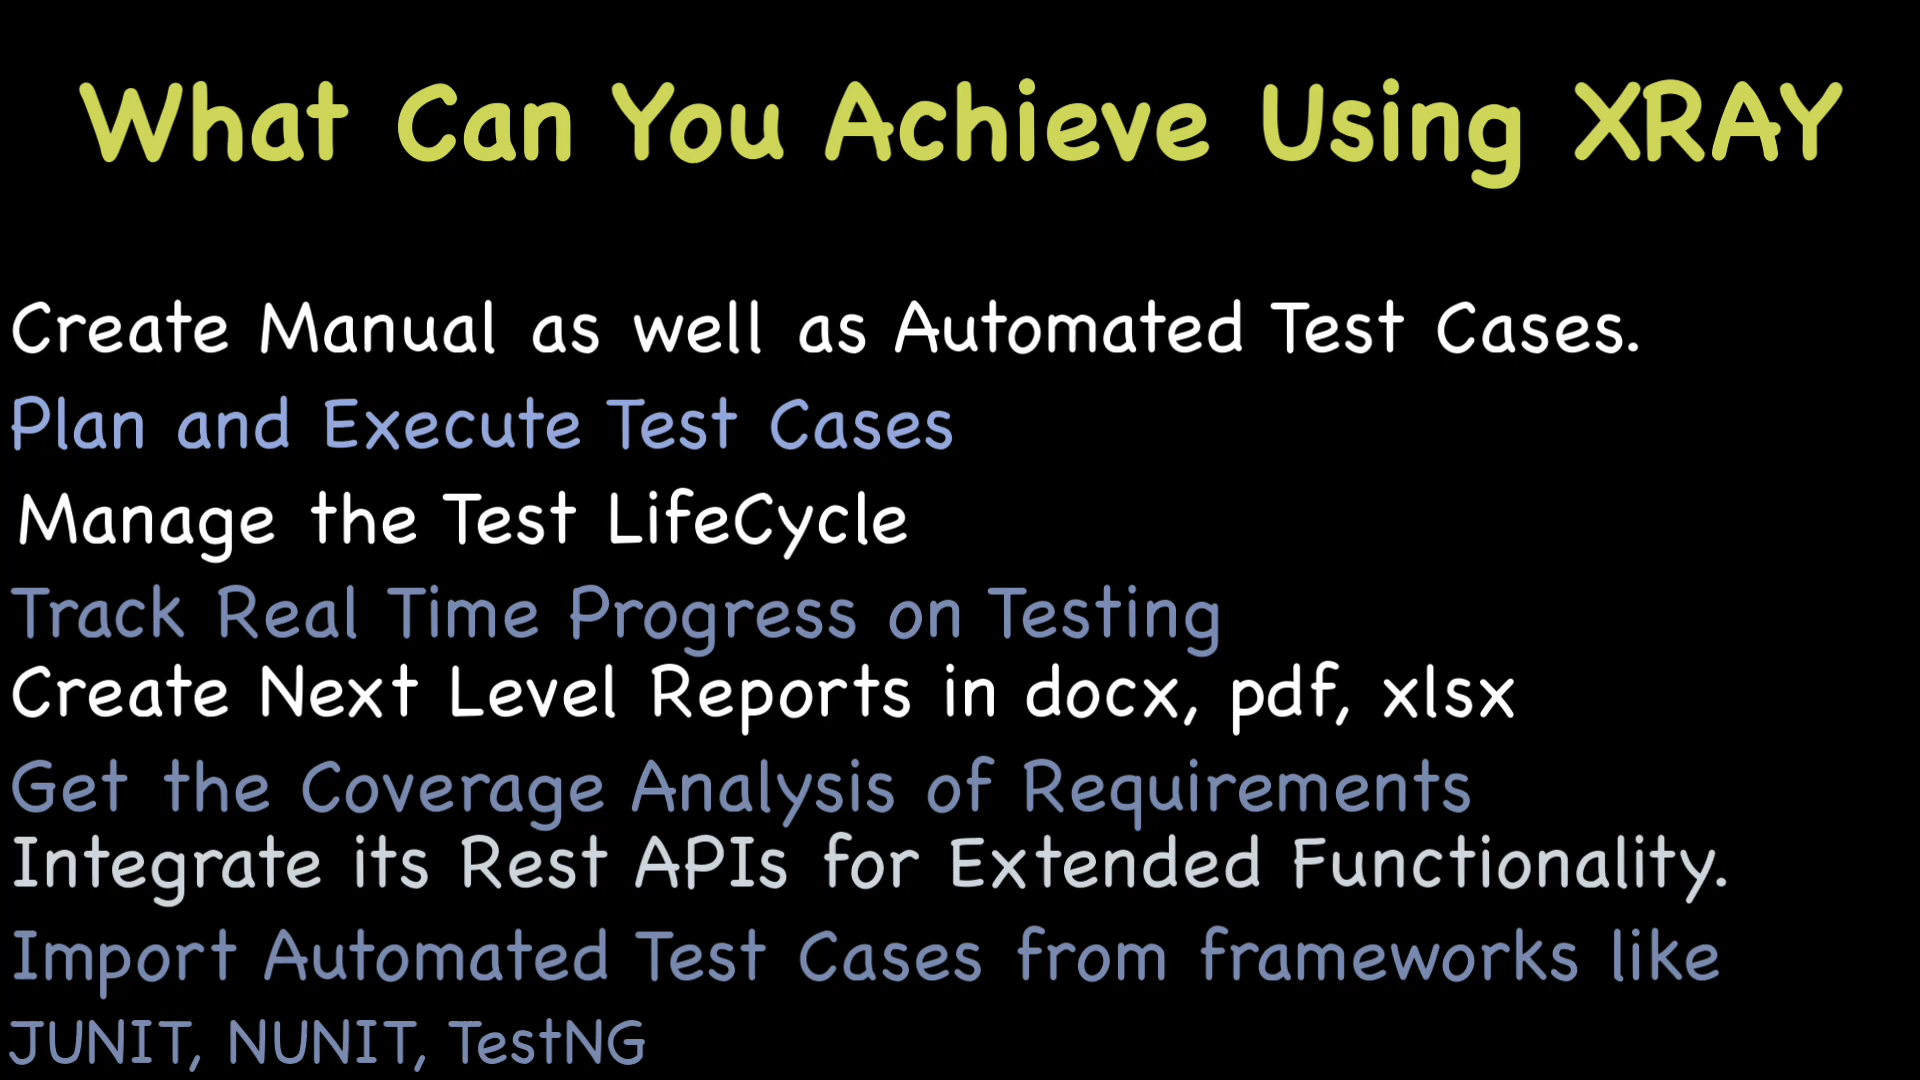 What Can You Achieve Using XRAY
Create Manual as well as Automated Test Cases.
Plan and Execute Test Cases
Manage the Test LifeCycle
Track Real Time Progress on Testing
Create Next Level Reports in docx, pdf, xlsx
Get the Coverage Analysis of Requirements
Integrate its Rest APIs for Extended Functionality.
Import Automated Test Cases from frameworks like
JUNIT, NUNIT, TestNG